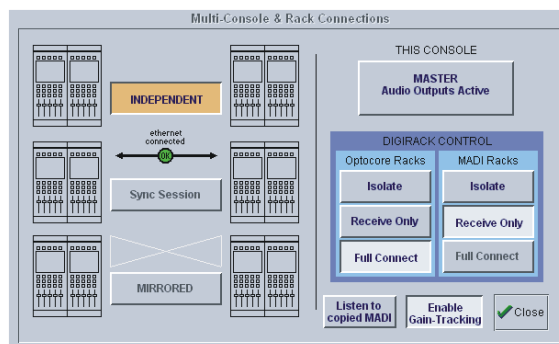 Multi-Console & Rack Connections
INDEPENDENT
ethernet
connected
OK
Sync Session
MIRRORED
THIS CONSOLE
MASTER
Audio Outputs Active
DIGIRACK CONTROL
Optocore Racks
MADI Racks
Isolate
Isolate
Receive Only
Receive Only
Full Connect
Full Connect
Listen to
copied MADI
Enable
Gain-Tracking
Close